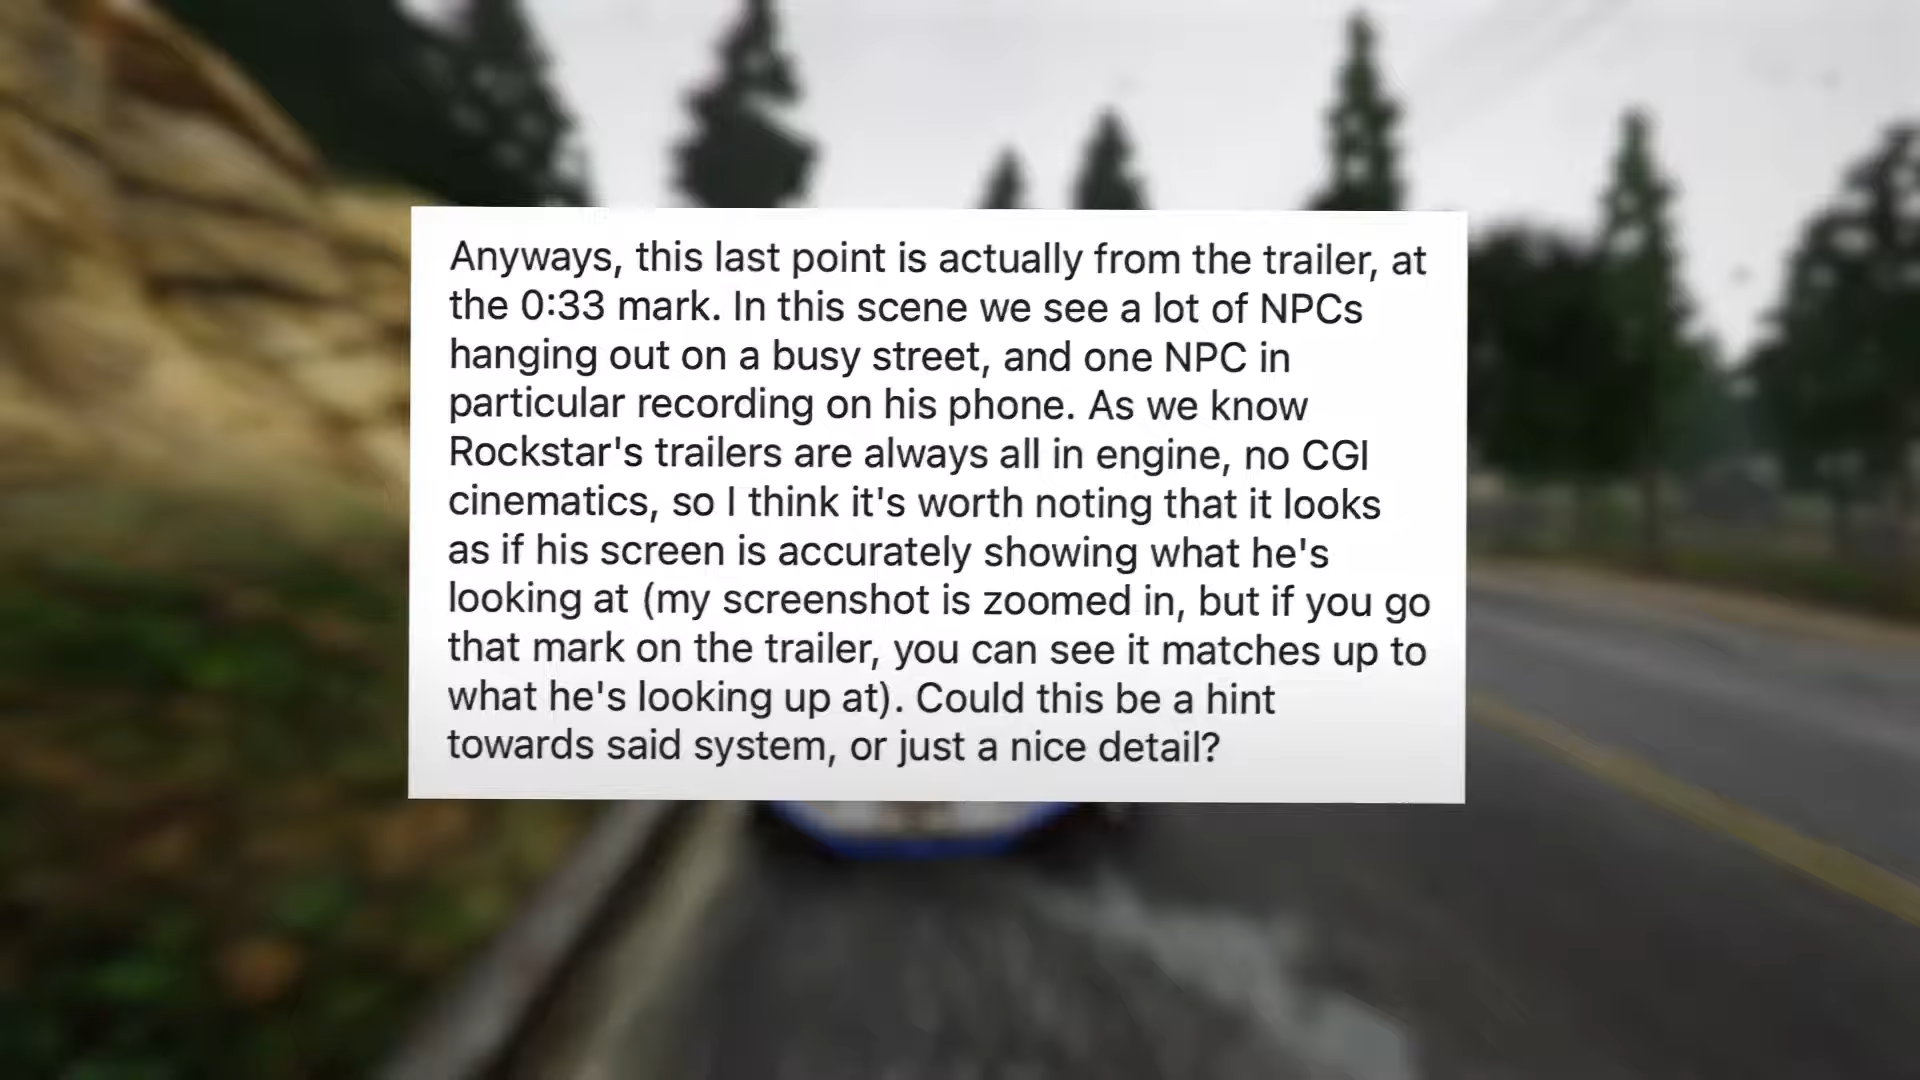 Anyways, this last point is actually from the trailer, at
the 0:33 mark. In this scene we see a lot of NPCs
hanging out on a busy street, and one NPC in
particular recording on his phone. As we know
Rockstar's trailers are always all in engine, no CGI
cinematics, so I think it's worth noting that it looks
as if his screen is accurately showing what he's
looking at (my screenshot is zoomed in, but if you go
that mark on the trailer, you can see it matches up to
what he's looking up at). Could this be a hint
towards said system, or just a nice detail?